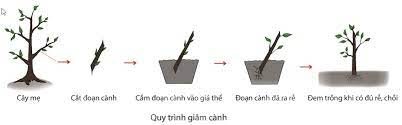 Cây mẹ
Cắt đoạn cành
Cắm đoạn cành vào giá thể
Đoạn cành đã ra rễ
Đem trồng khi có đủ rễ, chồi
Quy trình giâm cành